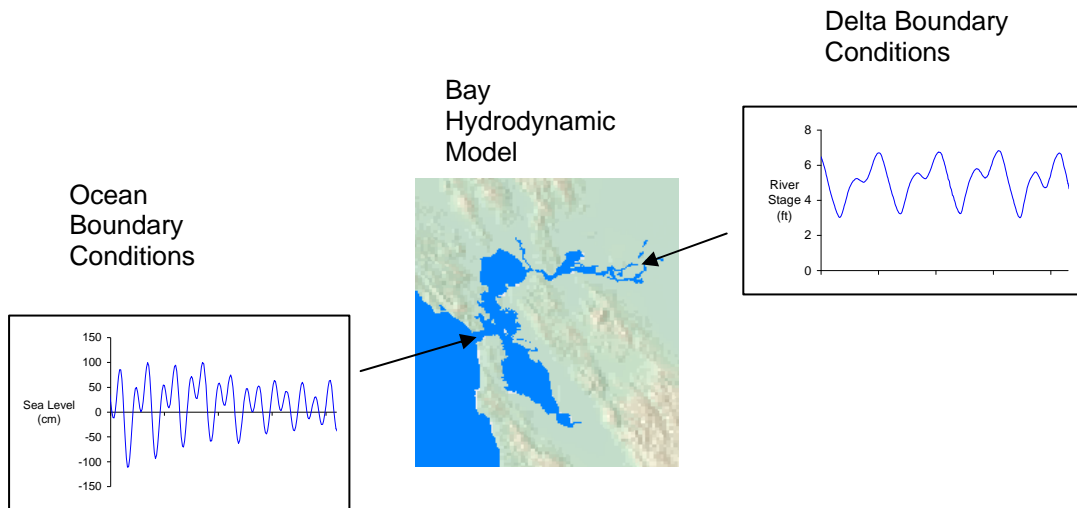 Delta Boundary
Conditions
Bay
Hydrodynamic
Model
Ocean
Boundary
Conditions
8
6
4
2
0
River
Stage
(ft)
150
100
50
0
-50
-100
-150
Sea Level
(cm)